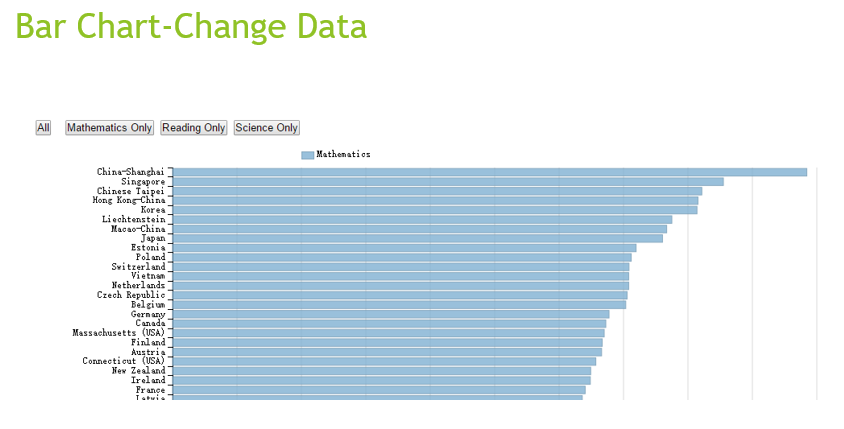 Bar Chart-Change Data
All Mathematics Only Reading Only Science Only
Mathematics
China-Shanghai
Singapore
Chinese Taipei
Hong Kong-China
Korea
Liechtenstein
Macao-China
Japan
Estonia
Poland
Switzerland
Vietnam
Netherlands
Czech Republic
Belgium
Germany
Canada
Massachusetts (USA)
Finland
Austria
Connecticut (USA)
New Zealand
Ireland
France
Latvia